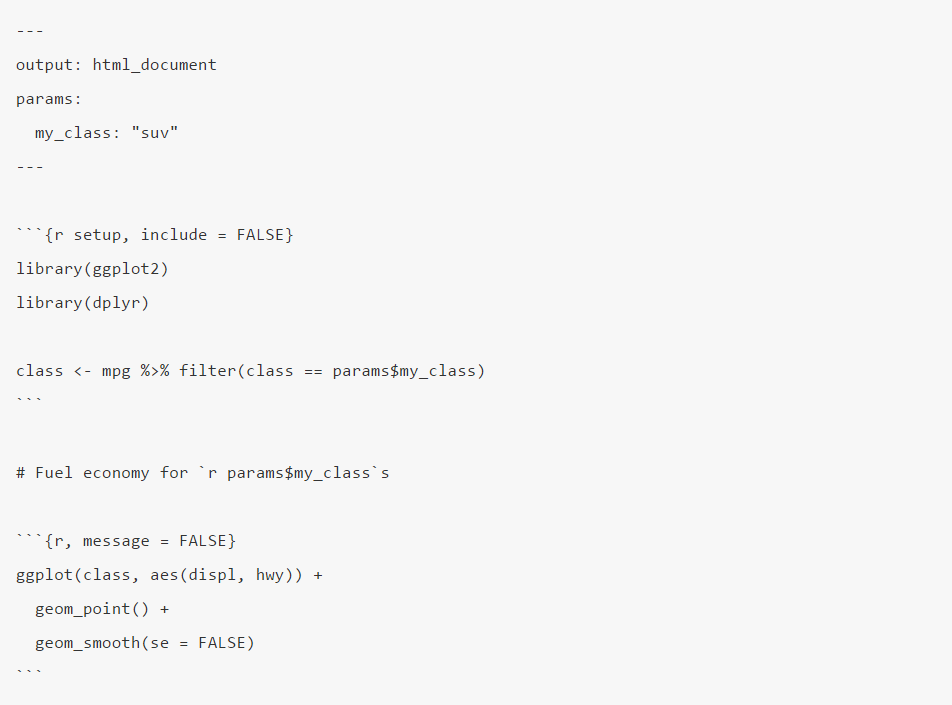 ---
output: html_document
params:
  my_class: "suv"
---

```{r setup, include = FALSE}
library(ggplot2)
library(dplyr)

class <- mpg %>% filter(class == params$my_class)
```

# Fuel economy for `r params$my_class`s

```{r, message = FALSE}
ggplot(class, aes(displ, hwy)) +
  geom_point() +
  geom_smooth(se = FALSE)
```